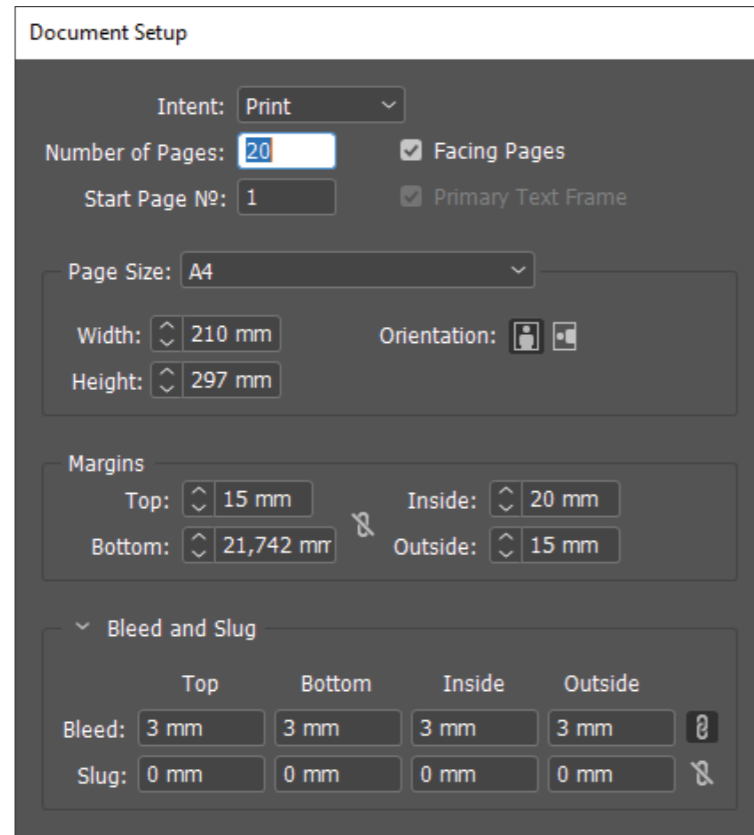 Document Setup
Intent: Print
Number of Pages: 20 Facing Pages
Start Page Nº: 1 Primary Text Frame
Page Size: A4
Width: 210 mm Orientation:
Height: 297 mm
Margins
Top: 15 mm Inside: 20 mm
Bottom: 21,742 mm Outside: 15 mm
Bleed and Slug
Top Bottom Inside Outside
Bleed: 3 mm 3 mm 3 mm 3 mm
Slug: 0 mm 0 mm 0 mm 0 mm